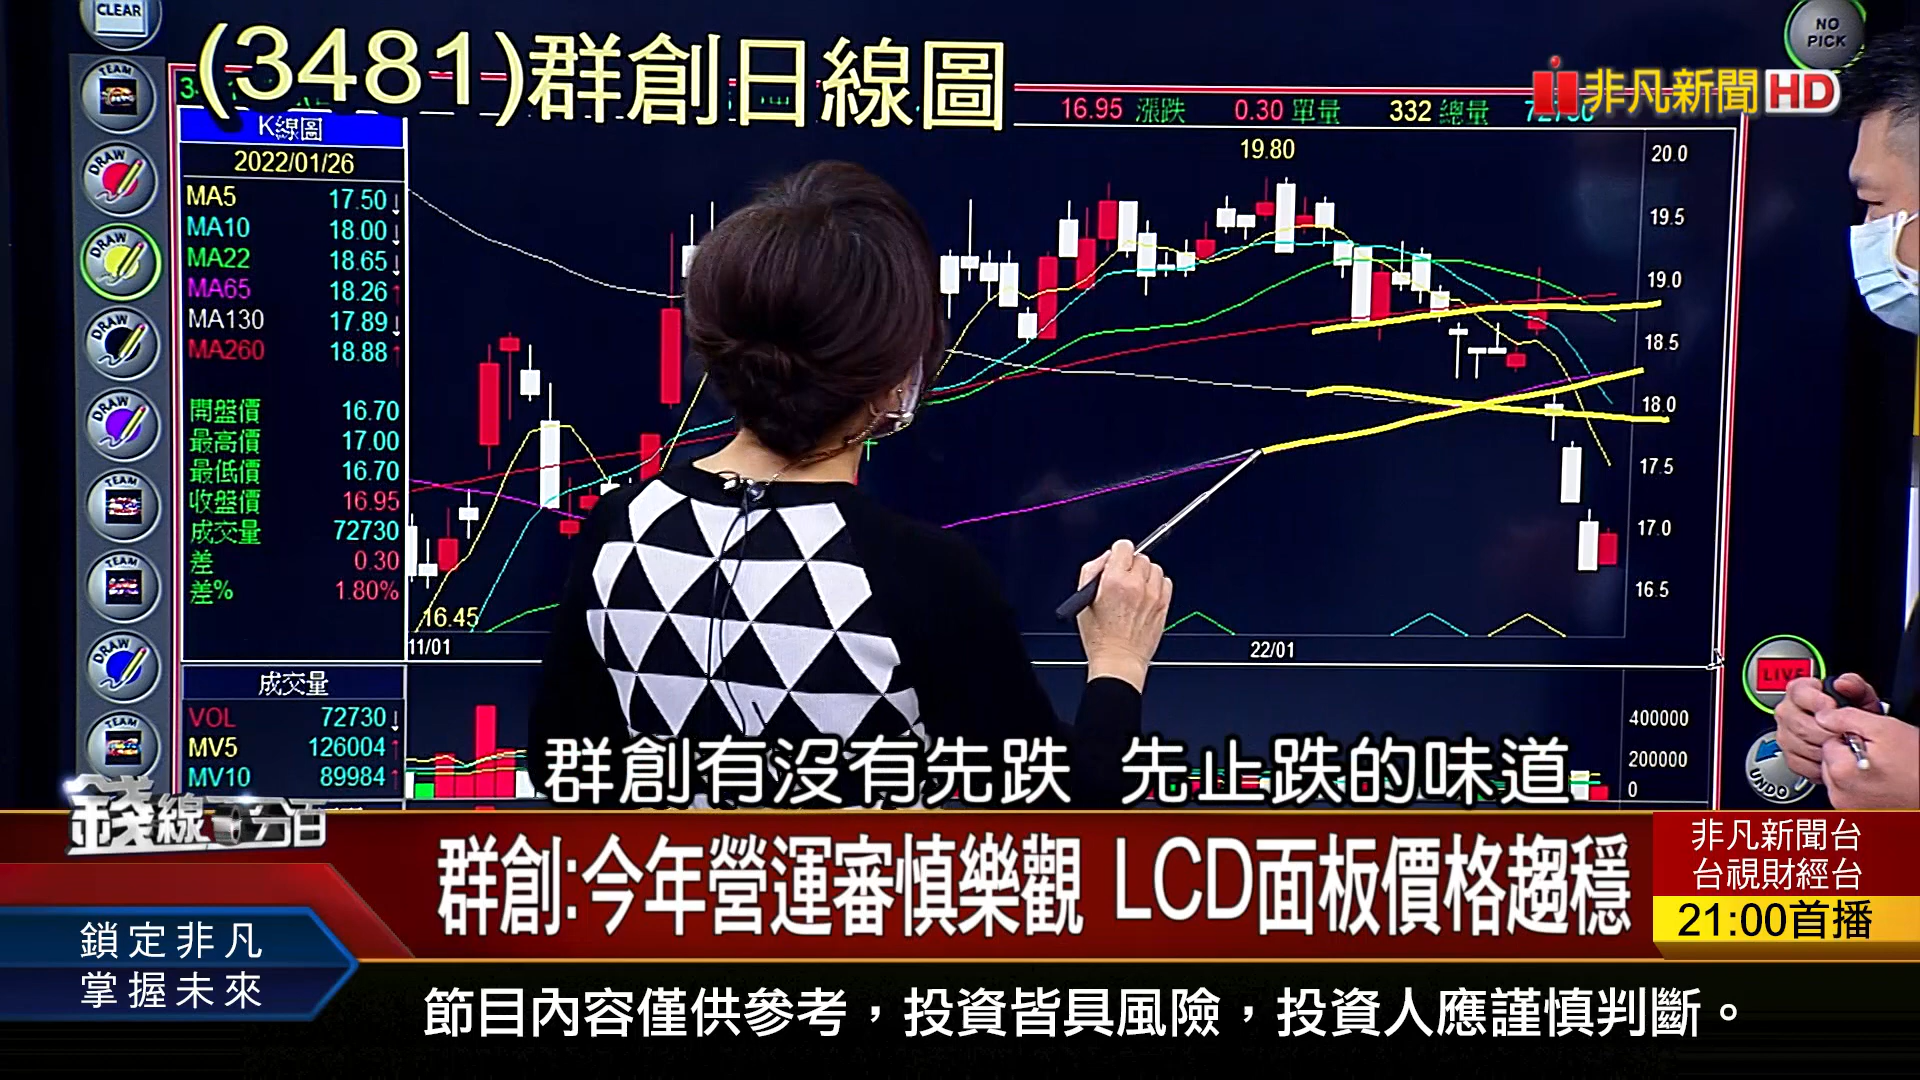 CLEAR
NO
PICK
(3481)群創日線圖
非凡新聞HD
16.95 漲跌 0.30 單量 332 總量 72730
K線圖
2022/01/26
MA5 17.50↓
MA10 18.00↓
MA22 18.65↓
MA65 18.26↑
MA130 17.89↓
MA260 18.88↑
開盤價 16.70
最高價 17.00
最低價 16.70
收盤價 16.95
成交量 72730
差 0.30
差% 1.80%
19.80
16.45
20.0
19.5
19.0
18.5
18.0
17.5
17.0
16.5
11/01
22/01
TEAM
DRAW
DRAW
DRAW
DRAW
TEAM
TEAM
DRAW
TEAM
LIVE
UNDO
成交量
VOL 72730↓
MV5 126004↑
MV10 89984↑
400000
200000
0
群創有沒有先跌 先止跌的味道
錢線百分百
群創:今年營運審慎樂觀 LCD面板價格趨穩
非凡新聞台
台視財經台
21:00首播
鎖定非凡
掌握未來
節目內容僅供參考，投資皆具風險，投資人應謹慎判斷。